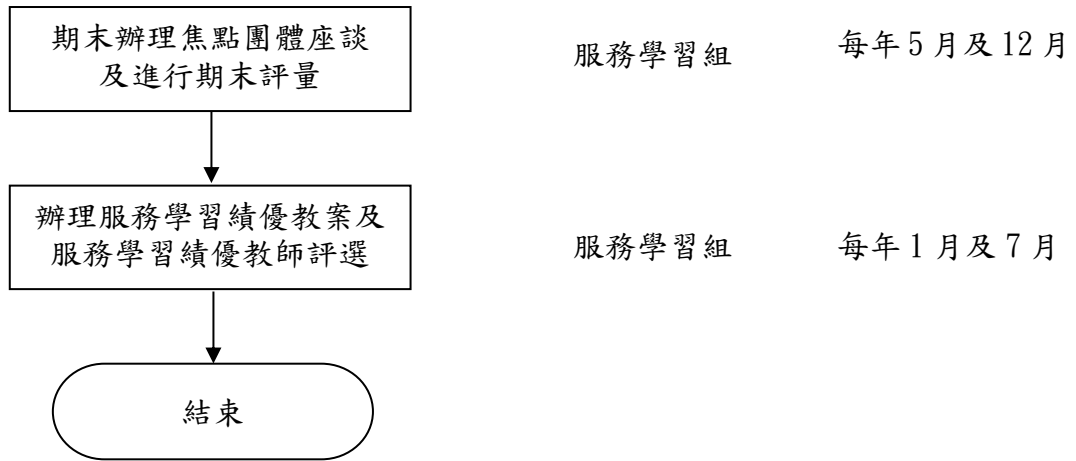 期末辦理焦點團體座談
及進行期末評量
服務學習組
每年 5 月及 12 月
辦理服務學習績優教案及
服務學習績優教師評選
服務學習組
每年 1 月及 7 月
結束